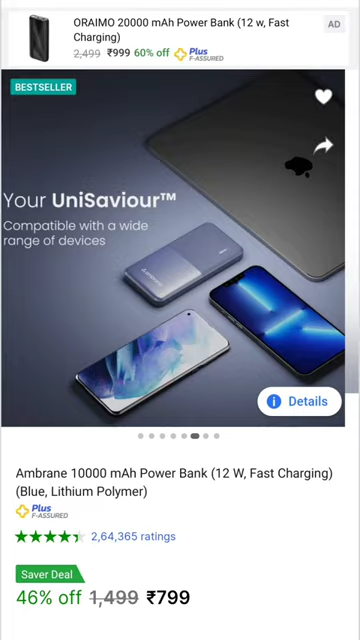 ORAIMO 20000 mAh Power Bank (12 w, Fast
Charging)
AD
2,499 ₹999 60% off Plus
F-ASSURED
BESTSELLER
Your UniSaviour™
Compatible with a wide
range of devices
ambrane
i Details
Ambrane 10000 mAh Power Bank (12 W, Fast Charging)
(Blue, Lithium Polymer)
Plus
F-ASSURED
2,64,365 ratings
Saver Deal
46% off 1,499 ₹799